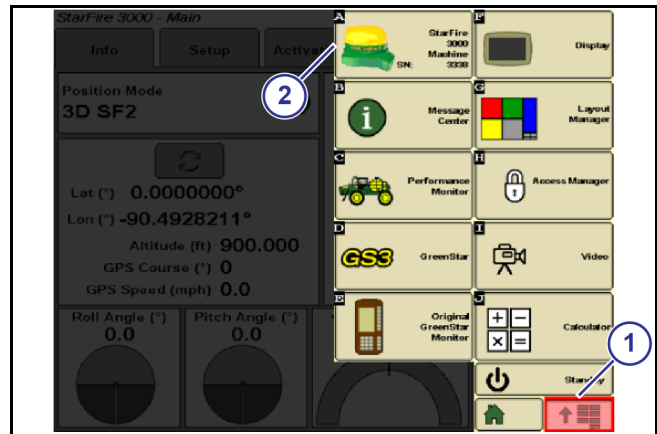 StarFire 3000 - Main
Info
Setup
Activa
Position Mode
3D SF2
Lat (°) 0.0000000°
Lon (°) -90.4928211°
Altitude (ft) 900.000
GPS Course (°) 0
GPS Speed (mph) 0.0
Roll Angle (°)
0.0
Pitch Angle (°)
0.0
A
StarFire
3000
Machine
SN: 3338
2
B
i
Message
Center
C
Performance
Monitor
D
GS3
GreenStar
E
Original
GreenStar
Monitor
F
Display
G
Layout
Manager
H
Access Manager
I
Video
J
Calculator
1